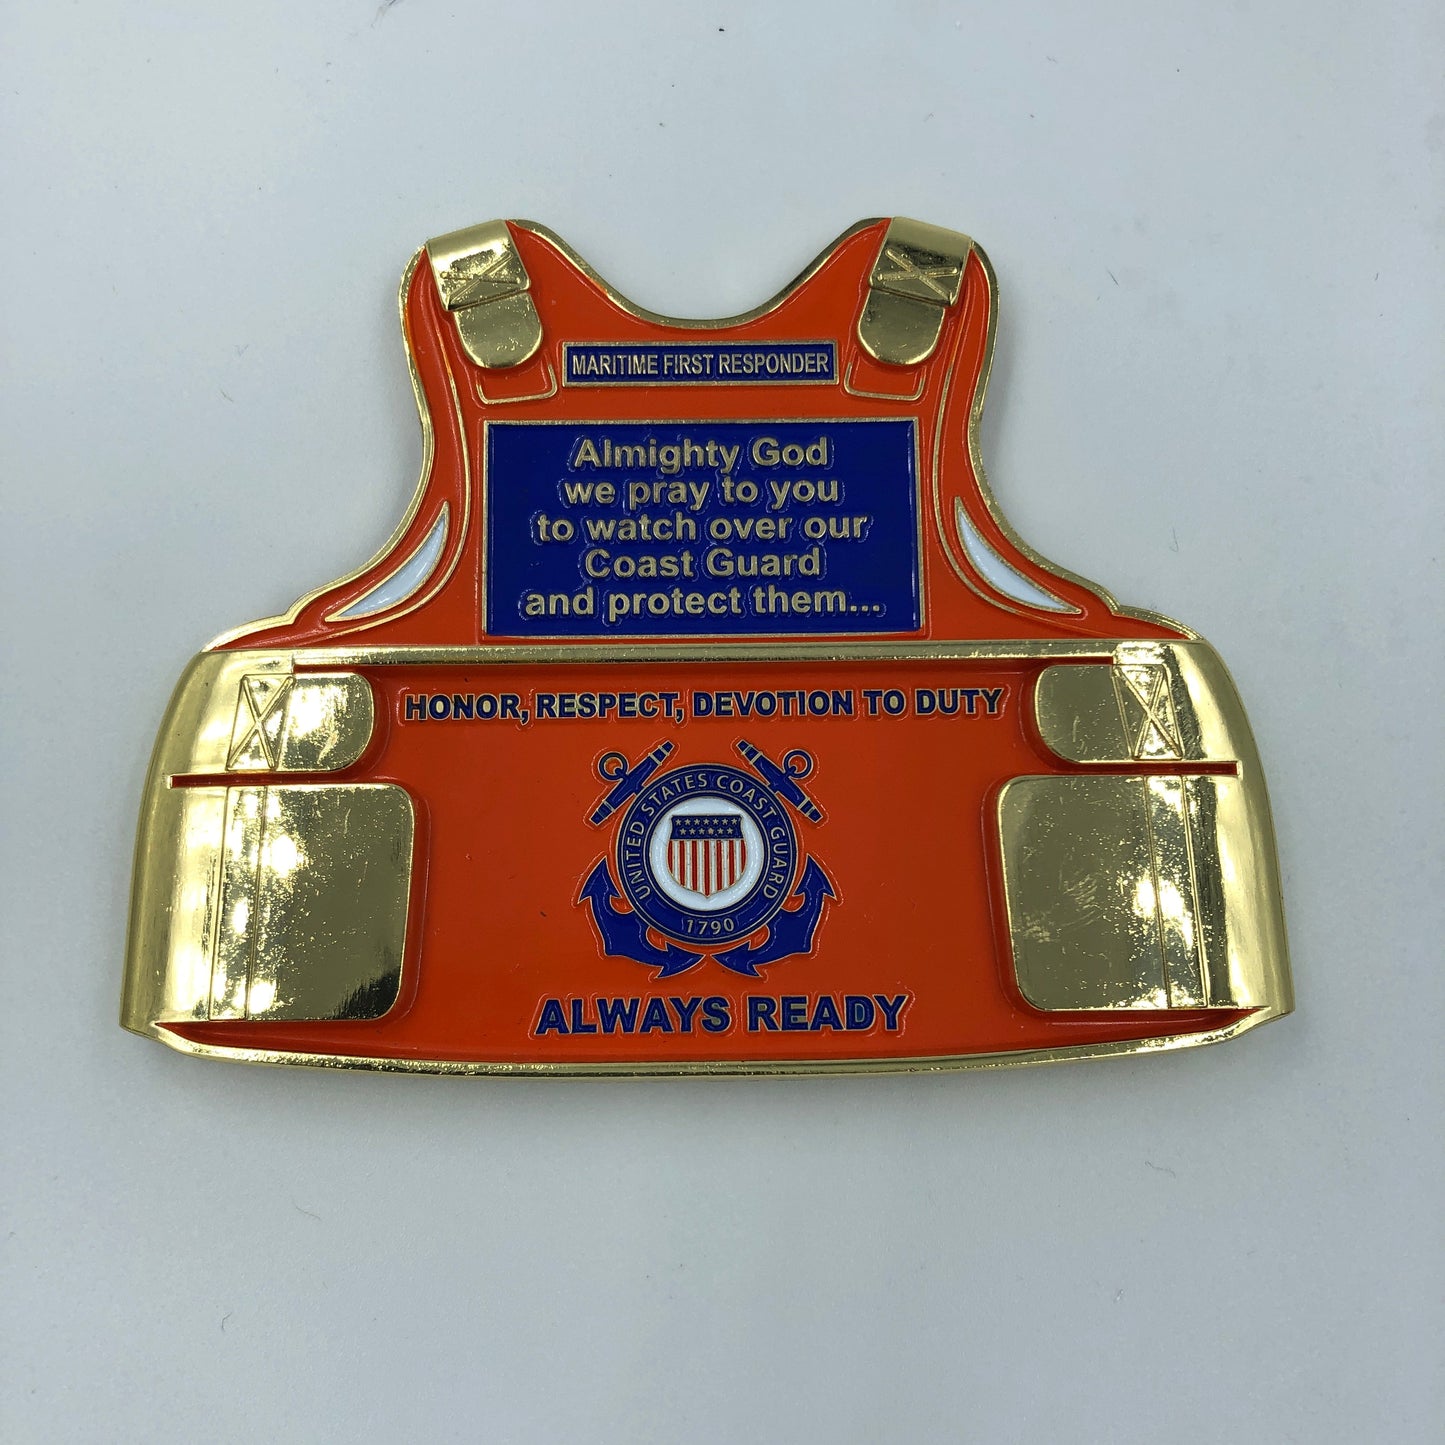 MARITIME FIRST RESPONDER
Almighty God
we pray to you
to watch over our
Coast Guard
and protect them...
HONOR, RESPECT, DEVOTION TO DUTY
UNITED STATES COAST GUARD
1790
ALWAYS READY